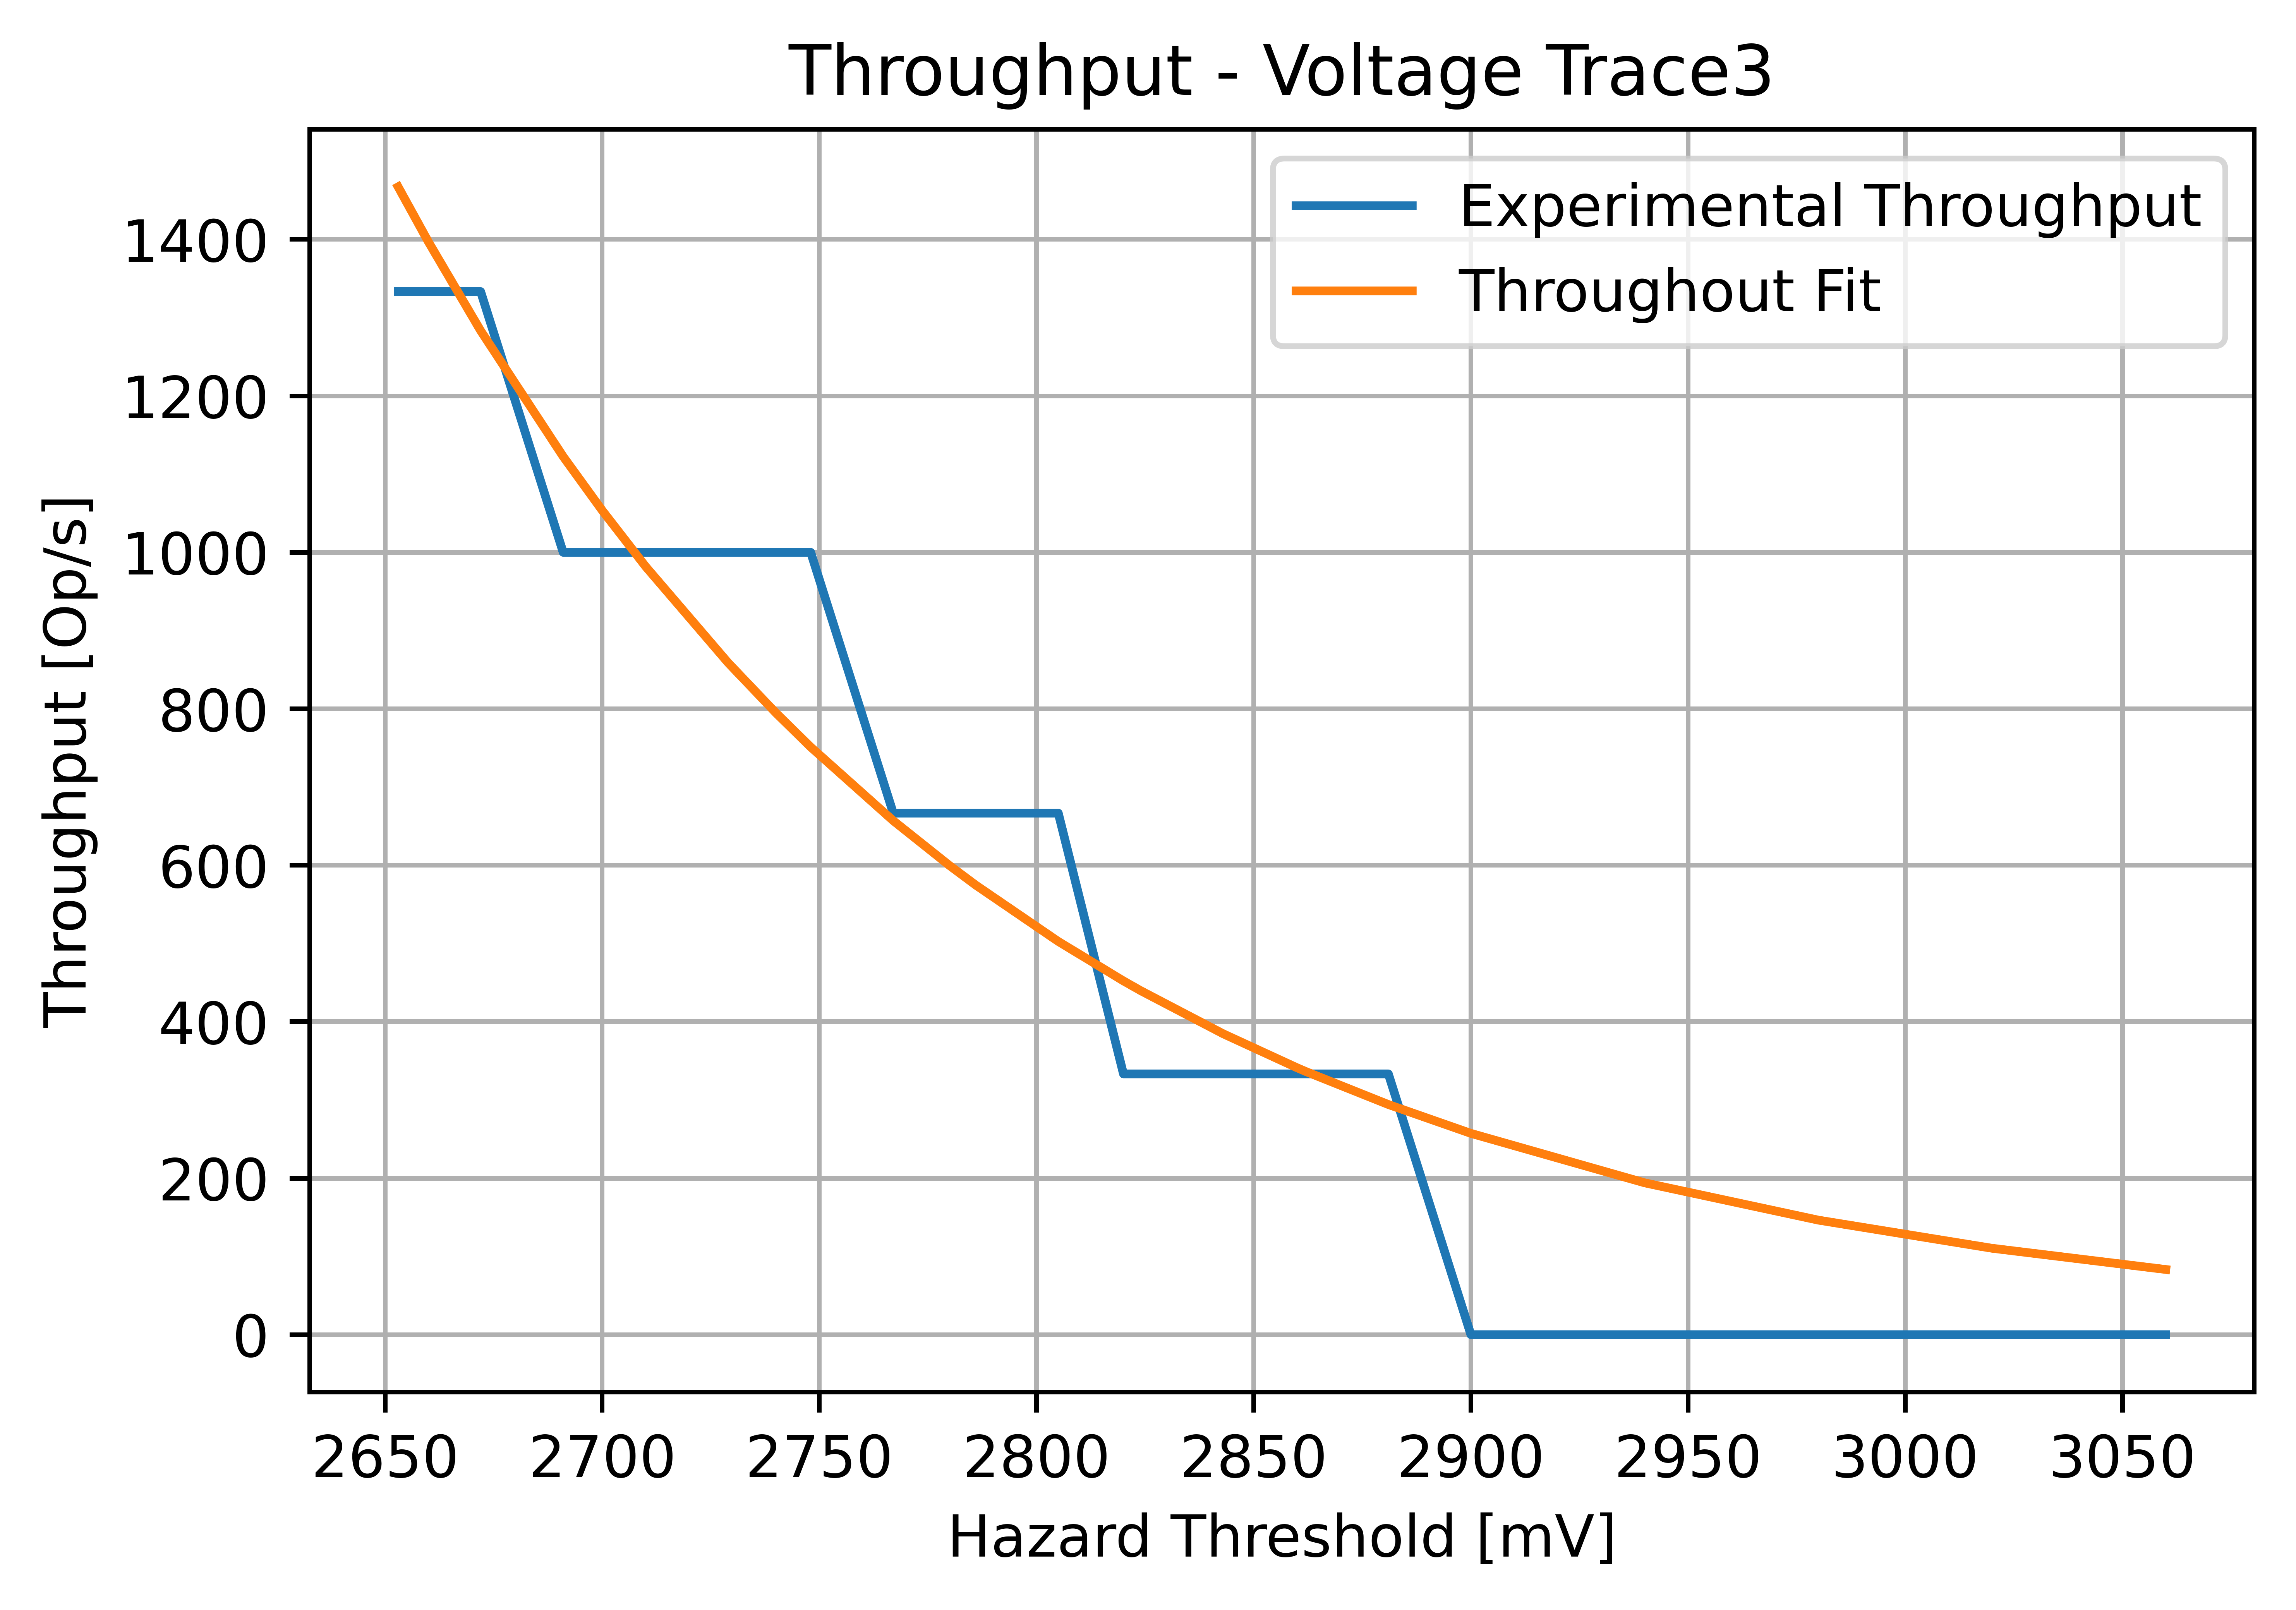 Throughput - Voltage Trace3
Experimental Throughput
Throughout Fit
1400
1200
1000
800
600
400
200
0
Throughput [Op/s]
2650 2700 2750 2800 2850 2900 2950 3000 3050
Hazard Threshold [mV]